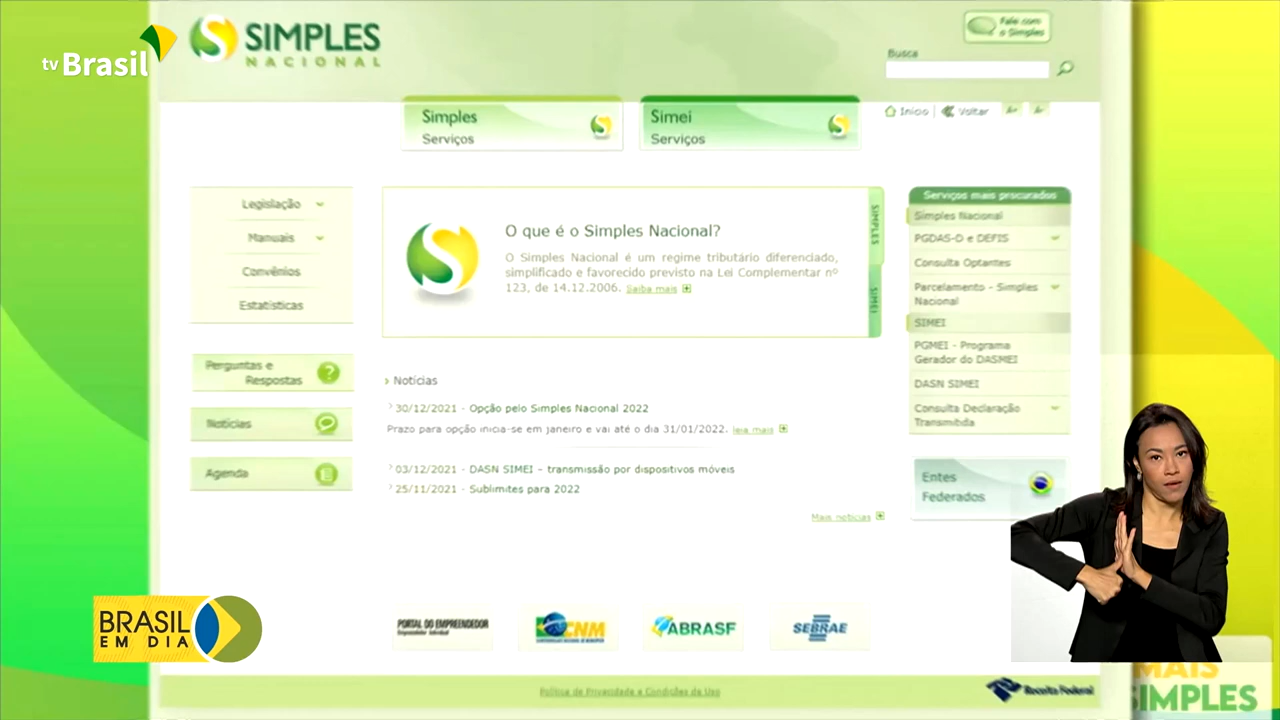 tv Brasil
SIMPLES
NACIONAL
Fale com
o Simples
Busca
Simples
Serviços
Simei
Serviços
Início
Voltar
A+
A-
Legislação
Manuais
Convênios
Estatísticas
Perguntas e
Respostas
Notícias
Agenda
O que é o Simples Nacional?
O Simples Nacional é um regime tributário diferenciado,
simplificado e favorecido previsto na Lei Complementar nº
123, de 14.12.2006. Saiba mais
SIMPLES
SIMEI
Notícias
30/12/2021 - Opção pelo Simples Nacional 2022
Prazo para opção inicia-se em janeiro e vai até o dia 31/01/2022. leia mais
03/12/2021 - DASN SIMEI - transmissão por dispositivos móveis
25/11/2021 - Sublimites para 2022
Mais notícias
Serviços mais procurados
Simples Nacional
PGDAS-D e DEFIS
Consulta Optantes
Parcelamento - Simples
Nacional
SIMEI
PGMEI - Programa
Gerador do DASMEI
DASN SIMEI
Consulta Declaração
Transmitida
Entes
Federados
BRASIL
EM DIA
PORTAL DO EMPREENDEDOR
Empreendedor Individual
CNM
CONFEDERAÇÃO NACIONAL DE MUNICÍPIOS
ABRASF
SEBRAE
Política de Privacidade e Condições de Uso
Receita Federal
MAIS
SIMPLES